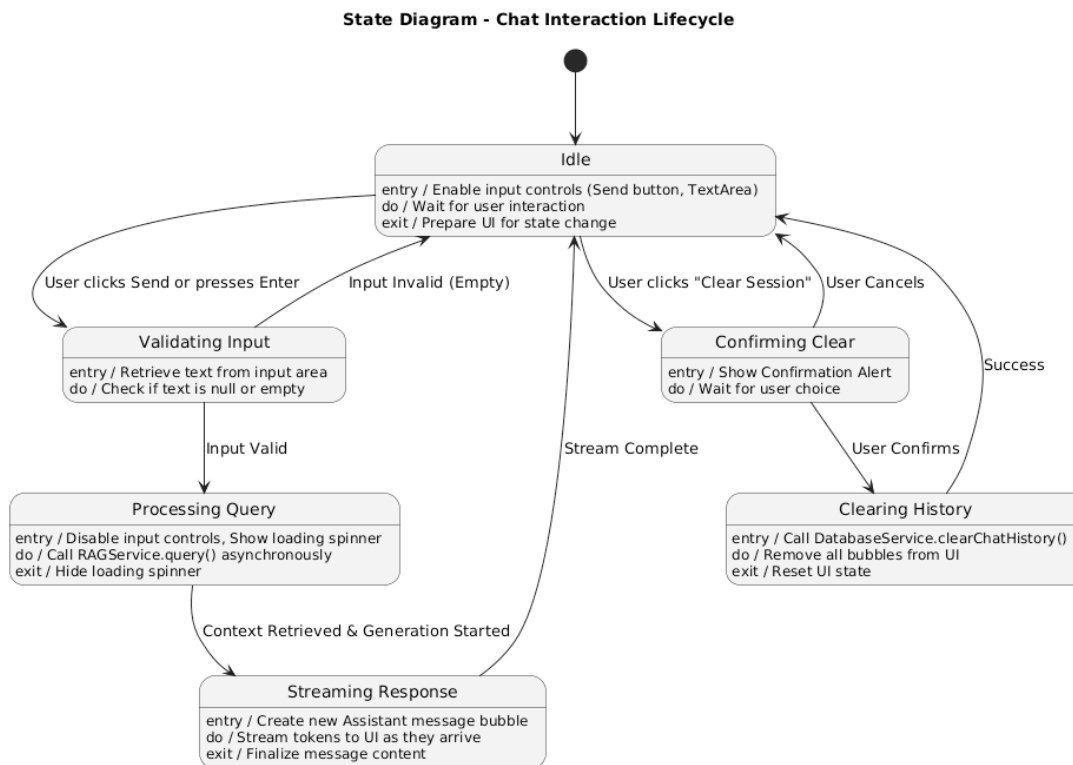 State Diagram - Chat Interaction Lifecycle
Idle
entry / Enable input controls (Send button, TextArea)
do / Wait for user interaction
exit / Prepare UI for state change
User clicks Send or presses Enter
Input Invalid (Empty)
User clicks "Clear Session"
User Cancels
Validating Input
entry / Retrieve text from input area
do / Check if text is null or empty
Confirming Clear
entry / Show Confirmation Alert
do / Wait for user choice
Success
Input Valid
Stream Complete
User Confirms
Processing Query
entry / Disable input controls, Show loading spinner
do / Call RAGService.query() asynchronously
exit / Hide loading spinner
Clearing History
entry / Call DatabaseService.clearChatHistory()
do / Remove all bubbles from UI
exit / Reset UI state
Context Retrieved & Generation Started
Streaming Response
entry / Create new Assistant message bubble
do / Stream tokens to UI as they arrive
exit / Finalize message content